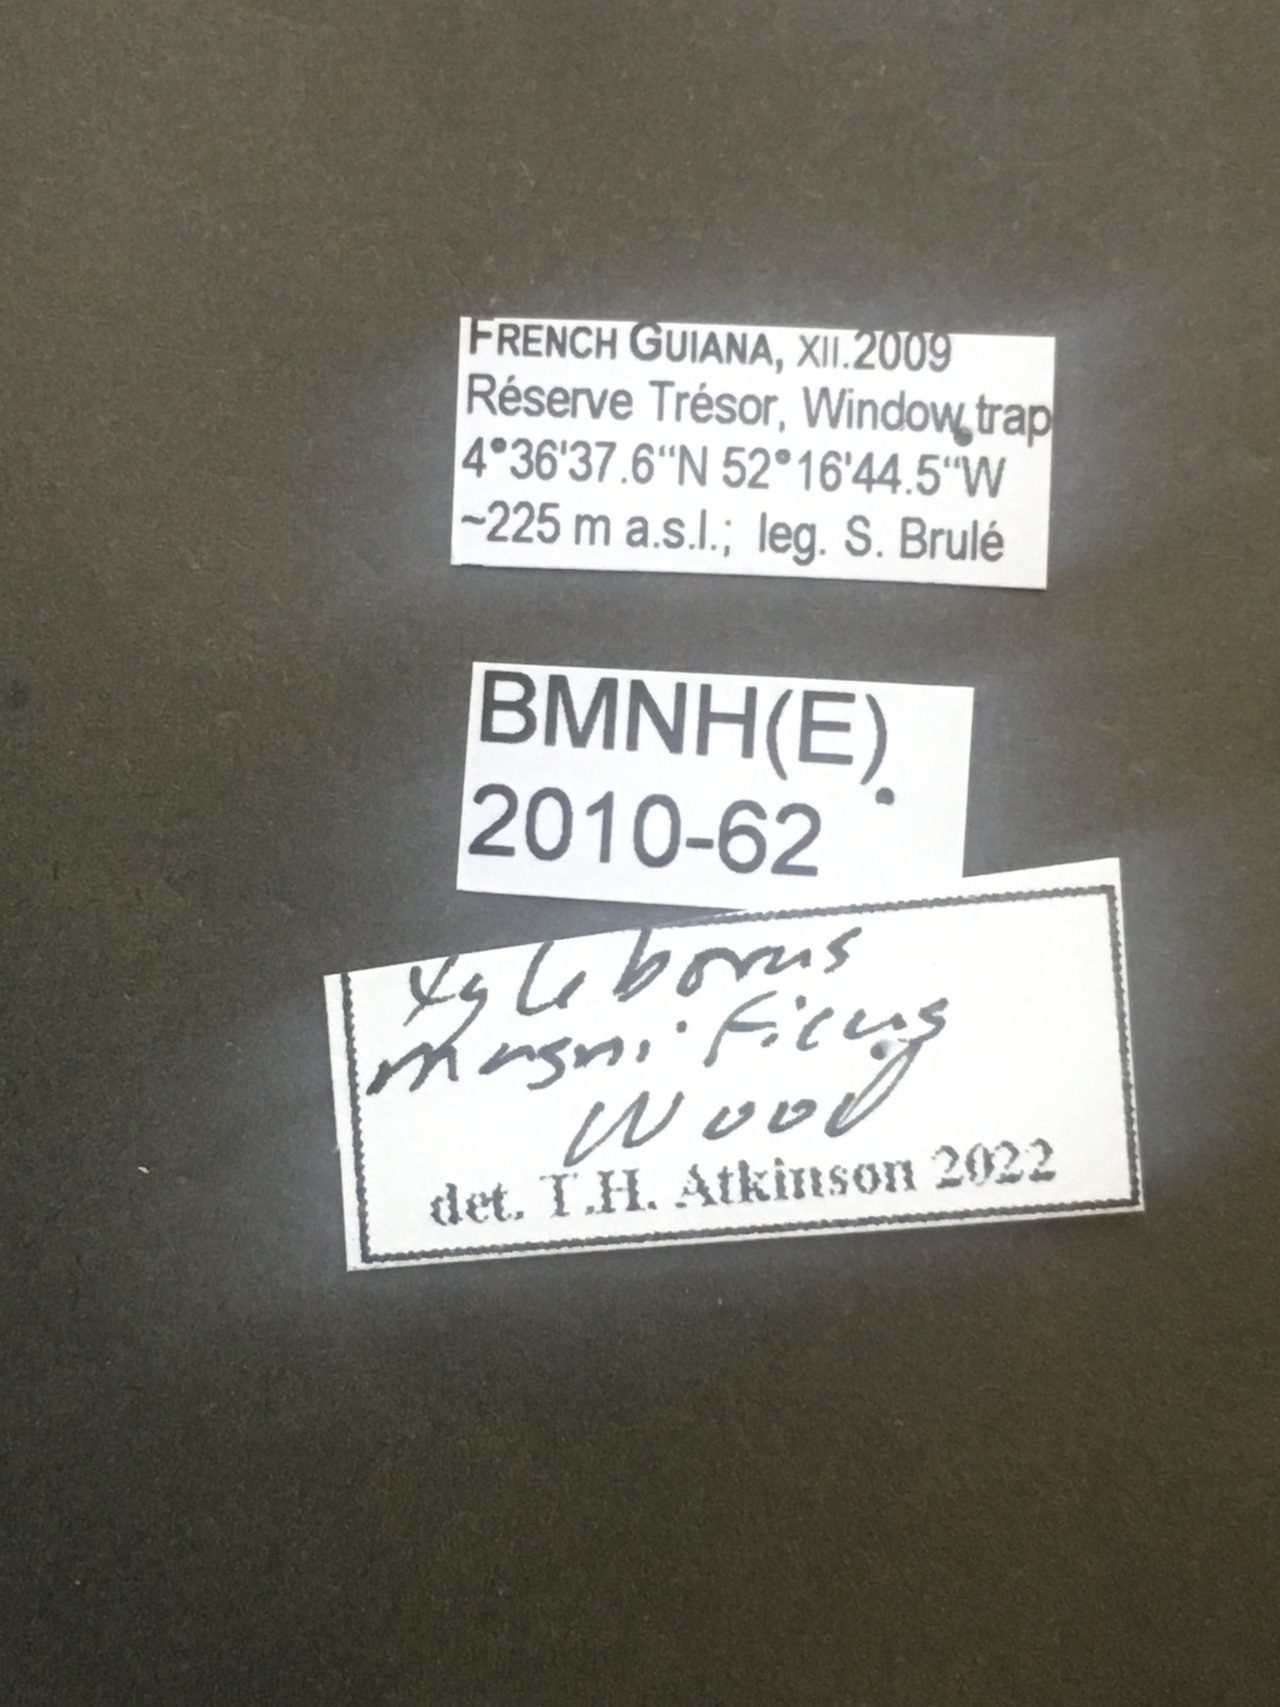 FRENCH GUIANA, XII.2009
Réserve Trésor, Window trap
4°36'37.6“N 52°16'44.5“W
~225 m a.s.l.; leg. S. Brulé
BMNH(E)
2010-62
Xyleborus
magnificus
Wood
det. T.H. Atkinson 2022